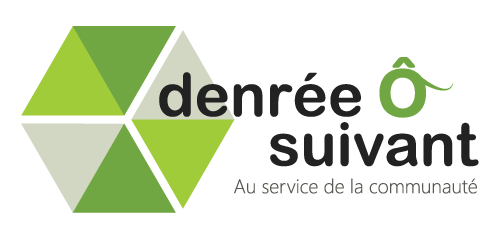 denrée Ô
suivant
Au service de la communauté